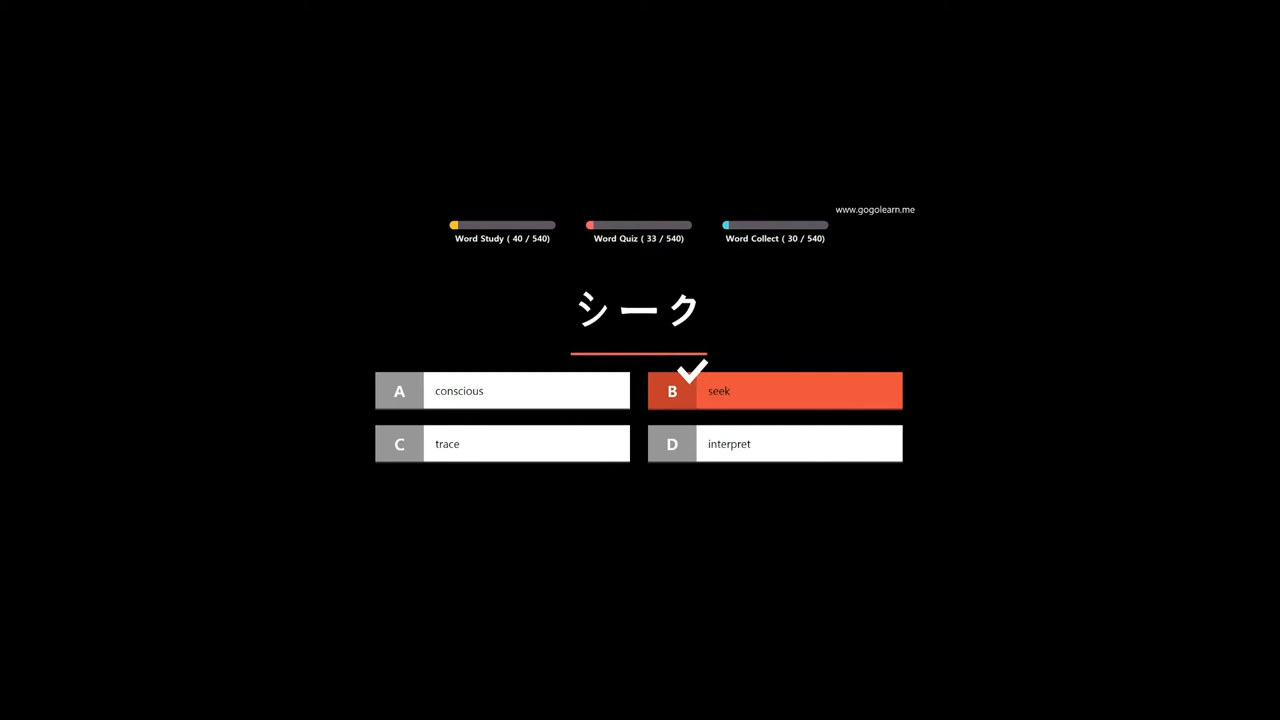 www.gogolearn.me
Word Study ( 40 / 540)
Word Quiz ( 33 / 540)
Word Collect ( 30 / 540)
シーク
A conscious
B seek
C trace
D interpret